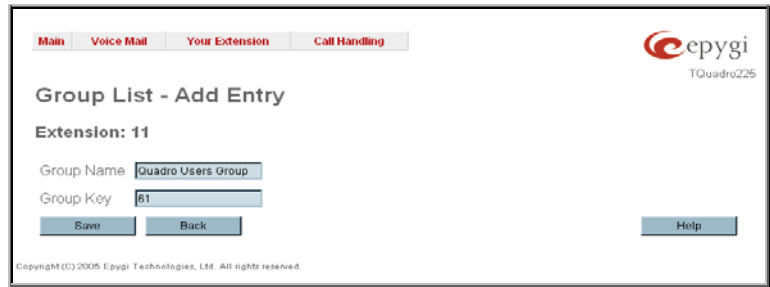 Main Voice Mail Your Extension Call Handling
epygi
TQuadro225
Group List - Add Entry
Extension: 11
Group Name Quadro Users Group
Group Key 61
Save Back Help
Copyright (C) 2005 Epygi Technologies, Ltd. All rights reserved.